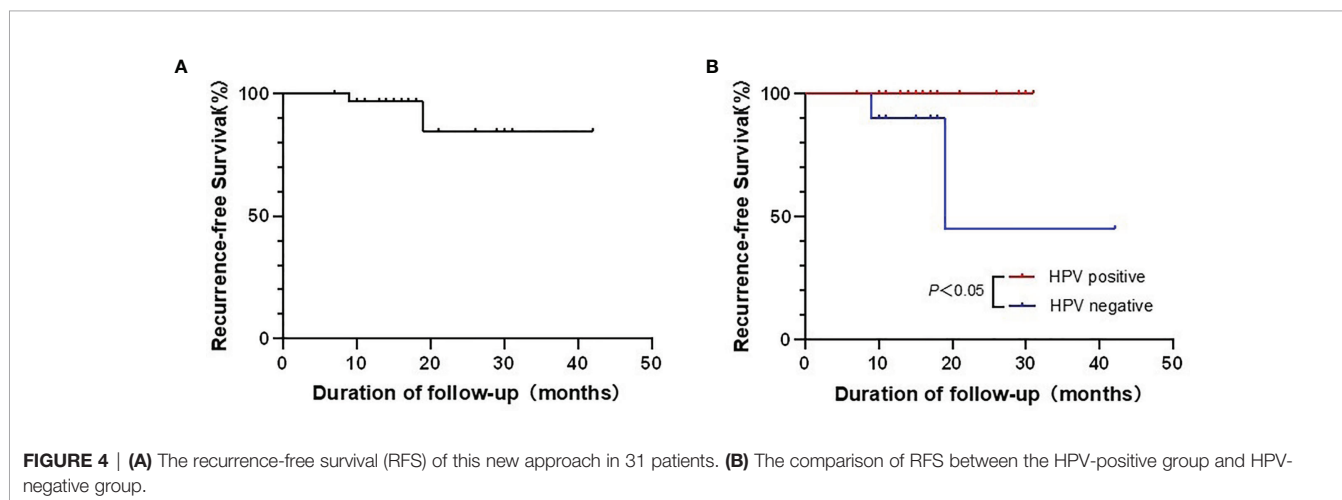 A
B
Recurrence-free Survival(%)
100
50
0
0 10 20 30 40 50
Duration of follow-up（months）
Recurrence-free Survival(%)
100
50
0
P＜0.05
HPV positive
HPV negative
0 10 20 30 40 50
Duration of follow-up（months）
FIGURE 4 | (A) The recurrence-free survival (RFS) of this new approach in 31 patients. (B) The comparison of RFS between the HPV-positive group and HPV-
negative group.